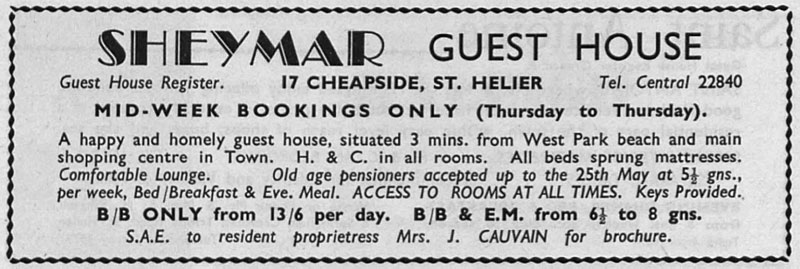 SHEYMAR GUEST HOUSE
Guest House Register. 17 CHEAPSIDE, ST. HELIER Tel. Central 22840
MID-WEEK BOOKINGS ONLY (Thursday to Thursday).
A happy and homely guest house, situated 3 mins. from West Park beach and main
shopping centre in Town. H. & C. in all rooms. All beds sprung mattresses.
Comfortable Lounge. Old age pensioners accepted up to the 25th May at 5½ gns.,
per week, Bed/Breakfast & Eve. Meal. ACCESS TO ROOMS AT ALL TIMES. Keys Provided.
B/B ONLY from 13/6 per day. B/B & E.M. from 6½ to 8 gns.
S.A.E. to resident proprietress Mrs. J. CAUVAIN for brochure.